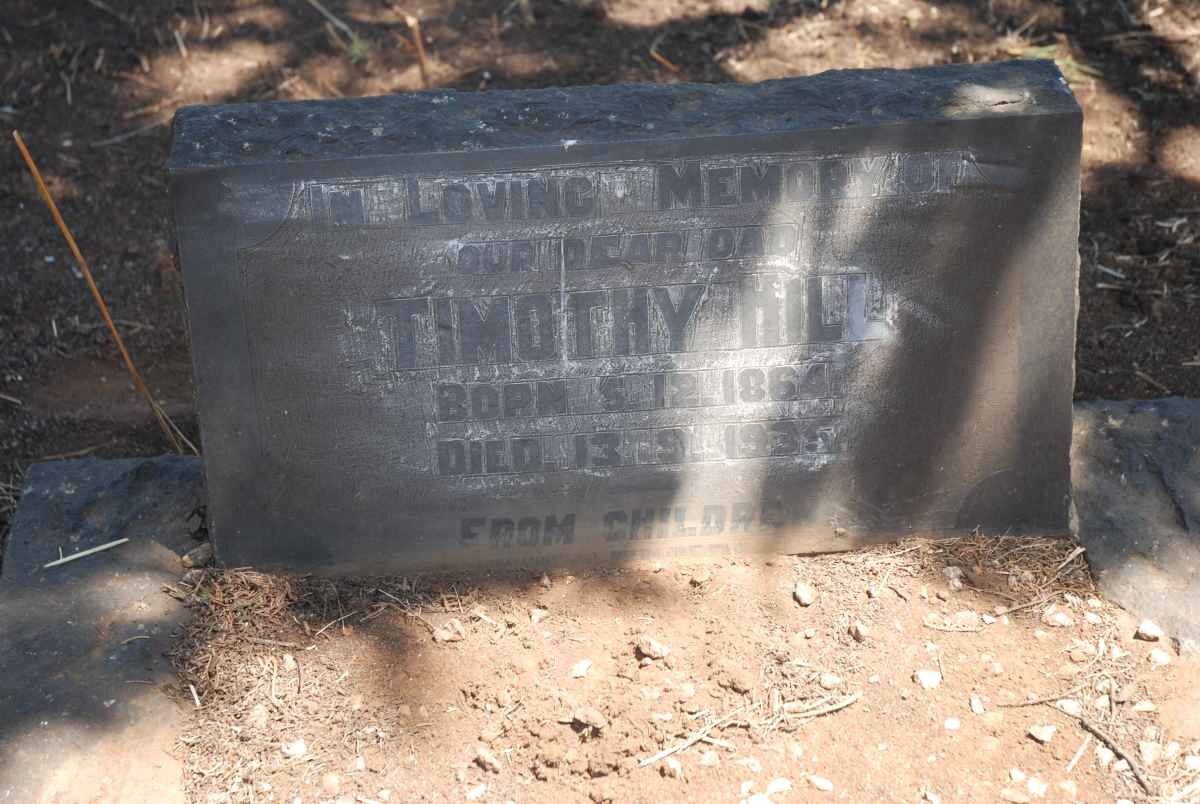 IN LOVING MEMORY OF
OUR DEAR DAD
TIMOTHY HILL
BORN 5.12.1864
DIED.13.9.1935
FROM CHILDREN